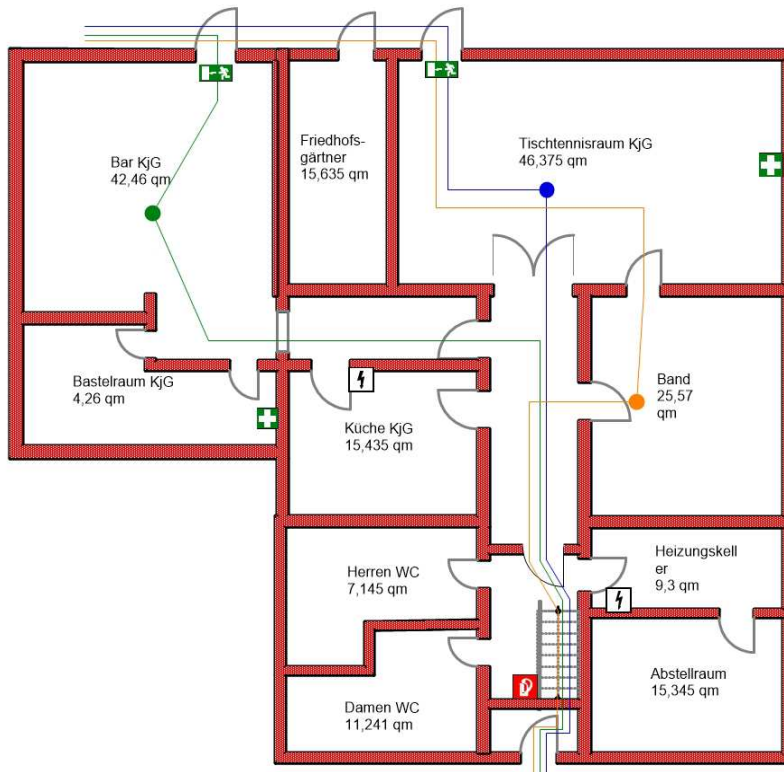 Friedhofs-
gärtner
15,635 qm
Tischtennisraum KjG
46,375 qm
Bar KjG
42,46 qm
Bastelraum KjG
4,26 qm
Band
25,57
qm
Küche KjG
15,435 qm
Herren WC
7,145 qm
Heizungskell
er
9,3 qm
Abstellraum
15,345 qm
Damen WC
11,241 qm